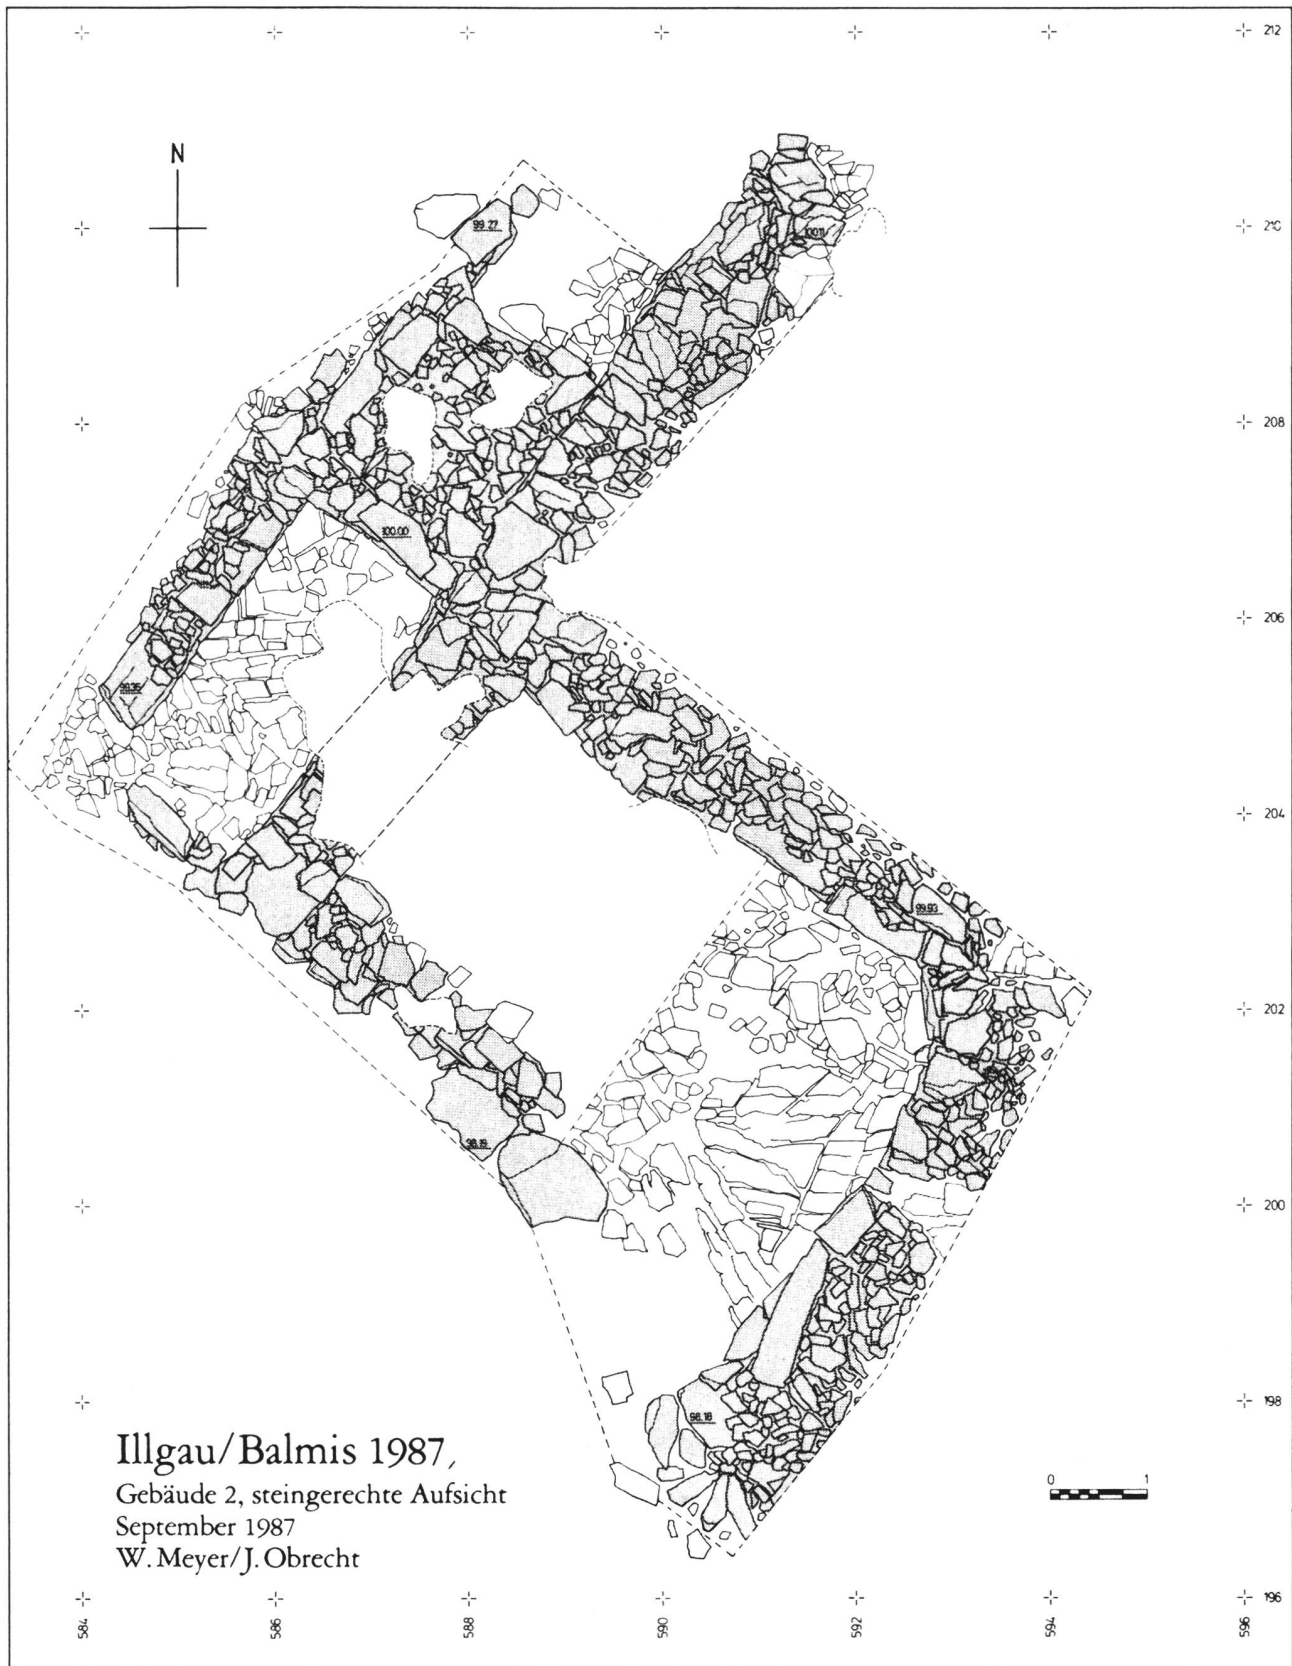 212
N
99.27
100.11
210
208
100.00
206
99.35
204
99.93
202
98.19
200
98.18
198
Illgau/Balmis 1987,
Gebäude 2, steingerechte Aufsicht
September 1987
W. Meyer/J. Obrecht
0 1
196
584 586 588 590 592 594 596